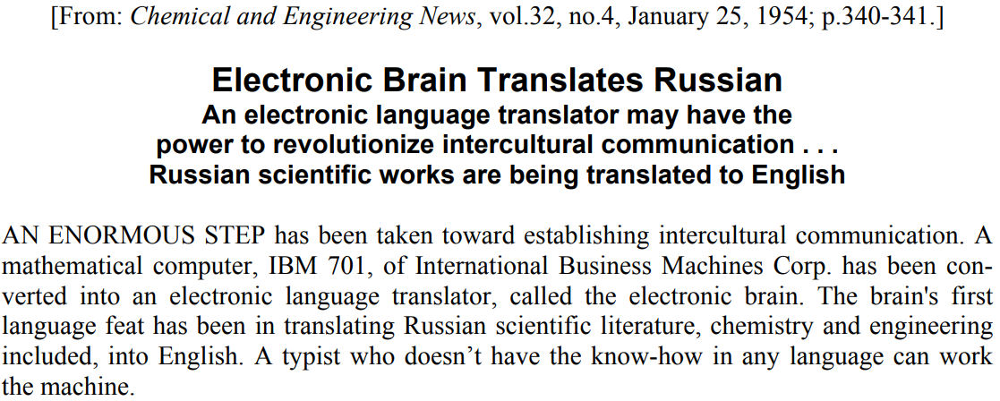 [From: Chemical and Engineering News, vol.32, no.4, January 25, 1954; p.340-341.]
Electronic Brain Translates Russian
An electronic language translator may have the
power to revolutionize intercultural communication . . .
Russian scientific works are being translated to English
AN ENORMOUS STEP has been taken toward establishing intercultural communication. A
mathematical computer, IBM 701, of International Business Machines Corp. has been con-
verted into an electronic language translator, called the electronic brain. The brain's first
language feat has been in translating Russian scientific literature, chemistry and engineering
included, into English. A typist who doesn’t have the know-how in any language can work
the machine.